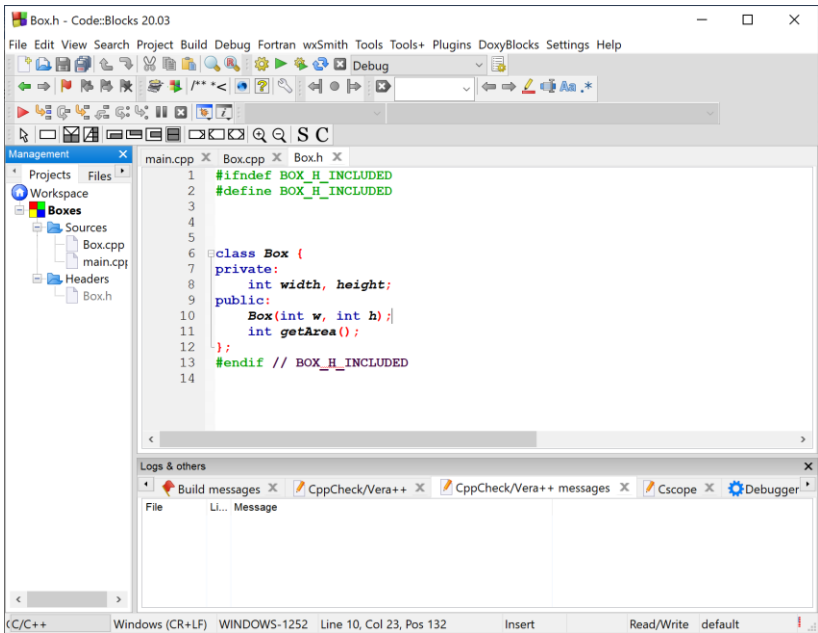 Box.h - Code::Blocks 20.03
File Edit View Search Project Build Debug Fortran wxSmith Tools Tools+ Plugins DoxyBlocks Settings Help
Debug
/** *< Aa .*
S C
Management
main.cpp Box.cpp Box.h
Projects Files
Workspace
Boxes
Sources
Box.cpp
main.cpp
Headers
Box.h
1 #ifndef BOX_H_INCLUDED
2 #define BOX_H_INCLUDED
3
4
5
6 class Box {
7 private:
8     int width, height;
9 public:
10     Box(int w, int h);
11     int getArea();
12 };
13 #endif // BOX_H_INCLUDED
14
Logs & others
Build messages CppCheck/Vera++ CppCheck/Vera++ messages Cscope Debugger
File Li... Message
C/C++ Windows (CR+LF) WINDOWS-1252 Line 10, Col 23, Pos 132 Insert Read/Write default